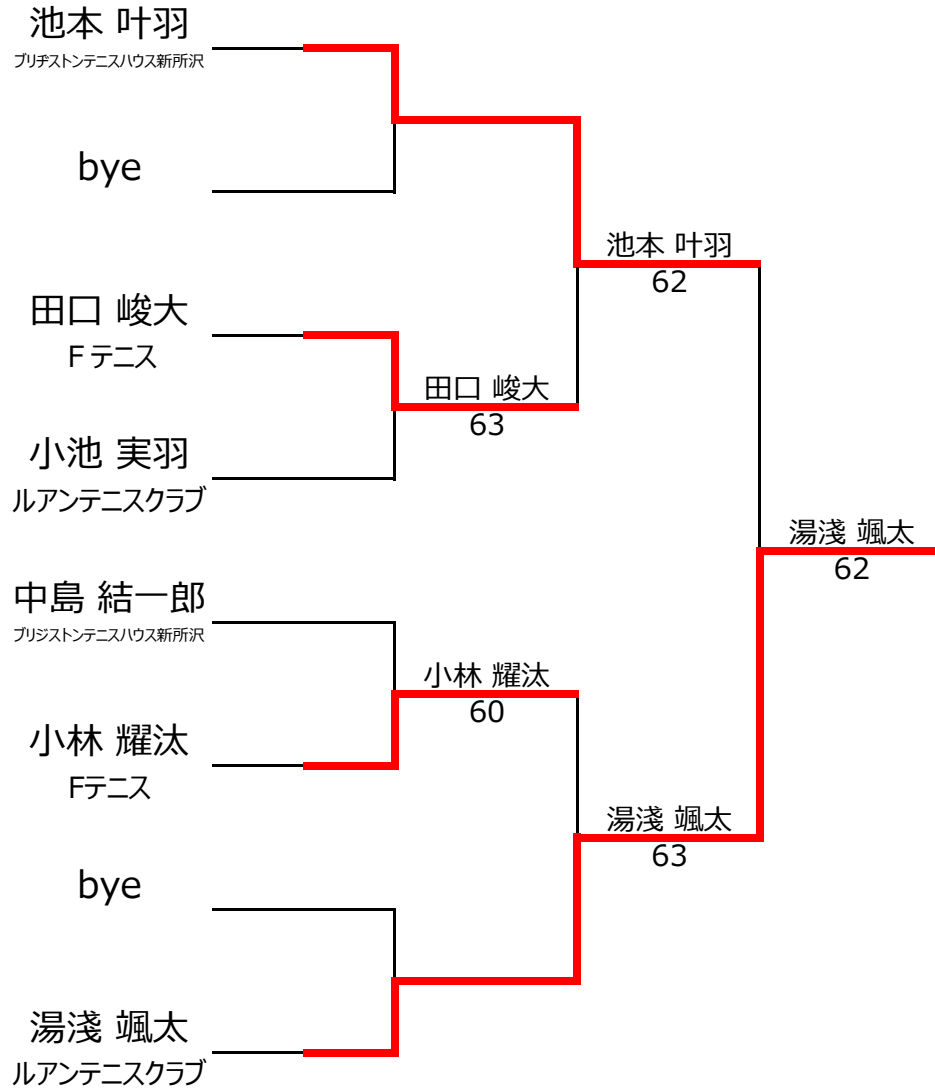 池本 叶羽
ブリヂストンテニスハウス新所沢
bye
池本 叶羽
62
田口 峻大
Fテニス
田口 峻大
63
小池 実羽
ルアンテニスクラブ
湯淺 颯太
62
中島 結一郎
ブリジストンテニスハウス新所沢
小林 耀汰
60
小林 耀汰
Fテニス
湯淺 颯太
63
bye
湯淺 颯太
ルアンテニスクラブ